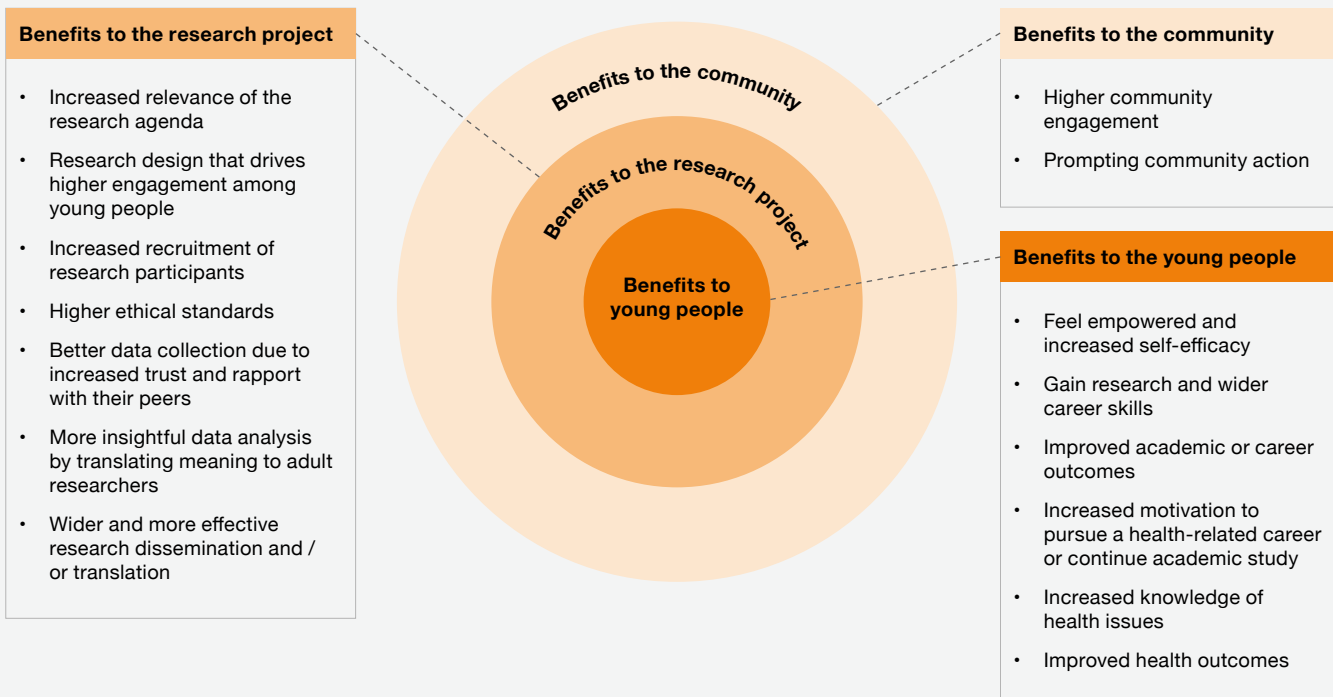 Benefits to the research project
• Increased relevance of the
research agenda
• Research design that drives
higher engagement among
young people
• Increased recruitment of
research participants
• Higher ethical standards
• Better data collection due to
increased trust and rapport
with their peers
• More insightful data analysis
by translating meaning to adult
researchers
• Wider and more effective
research dissemination and /
or translation
Benefits to the community
Benefits to the research project
Benefits to
young people
Benefits to the community
• Higher community
engagement
• Prompting community action
Benefits to the young people
• Feel empowered and
increased self-efficacy
• Gain research and wider
career skills
• Improved academic or career
outcomes
• Increased motivation to
pursue a health-related career
or continue academic study
• Increased knowledge of
health issues
• Improved health outcomes